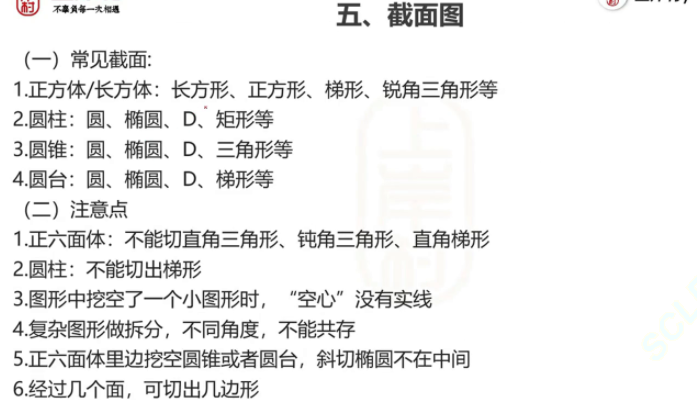 不辜负每一次相遇
五、截面图
（一）常见截面:
1.正方体/长方体：长方形、正方形、梯形、锐角三角形等
2.圆柱：圆、椭圆、D、矩形等
3.圆锥：圆、椭圆、D、三角形等
4.圆台：圆、椭圆、D、梯形等
（二）注意点
1.正六面体：不能切直角三角形、钝角三角形、直角梯形
2.圆柱：不能切出梯形
3.图形中挖空了一个小图形时，“空心”没有实线
4.复杂图形做拆分，不同角度，不能共存
5.正六面体里边挖空圆锥或者圆台，斜切椭圆不在中间
6.经过几个面，可切出几边形
上岸村